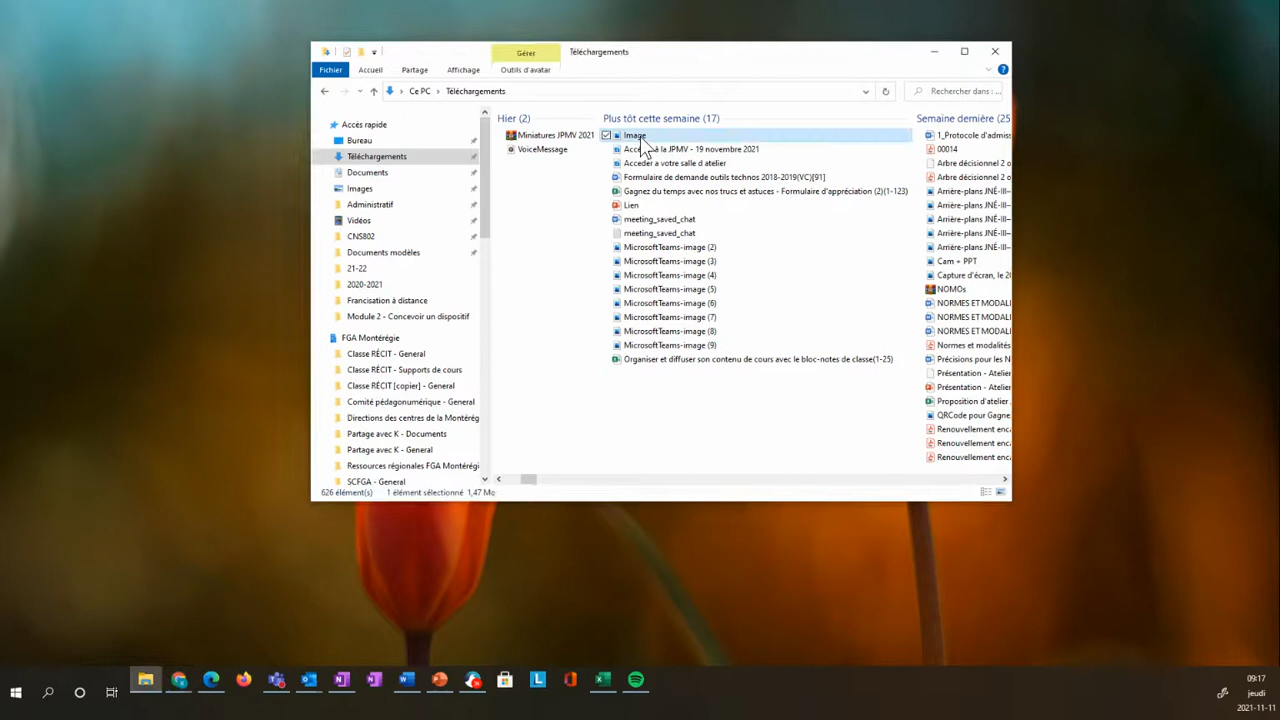 Gérer
Téléchargements
Fichier
Accueil
Partage
Affichage
Outils d'avatar
Ce PC
Téléchargements
Rechercher dans : ...
Accès rapide
Bureau
Téléchargements
Documents
Images
Administratif
Vidéos
CNS802
Documents modèles
21-22
2020-2021
Francisation à distance
Module 2 - Concevoir un dispositif
FGA Montérégie
Classe RÉCIT - General
Classe RÉCIT - Supports de cours
Classe RÉCIT [copier] - General
Comité pédagonumérique - General
Directions des centres de la Montérég
Partage avec K - Documents
Partage avec K - General
Ressources régionales FGA Montérégi
SCFGA - General
Hier (2)
Miniatures JPMV 2021
VoiceMessage
Plus tôt cette semaine (17)
Image
à la JPMV - 19 novembre 2021
Accéder a votre salle d atelier
Formulaire de demande outils technos 2018-2019(VC)[91]
Gagnez du temps avec nos trucs et astuces - Formulaire d'appréciation (2)(1-123)
Lien
meeting_saved_chat
meeting_saved_chat
MicrosoftTeams-image (2)
MicrosoftTeams-image (3)
MicrosoftTeams-image (4)
MicrosoftTeams-image (5)
MicrosoftTeams-image (6)
MicrosoftTeams-image (7)
MicrosoftTeams-image (8)
MicrosoftTeams-image (9)
Organiser et diffuser son contenu de cours avec le bloc-notes de classe(1-25)
Semaine dernière (25
1_Protocole d'admis
00014
Arbre décisionnel 2 o
Arbre décisionnel 2 o
Arrière-plans JNÉ-III–
Arrière-plans JNÉ-III–
Arrière-plans JNÉ-III–
Arrière-plans JNÉ-III–
Arrière-plans JNÉ-III–
Cam + PPT
Capture d'écran, le 20
NOMOs
NORMES ET MODALI
NORMES ET MODALI
NORMES ET MODALI
Normes et modalités
Précisions pour les N
Présentation - Atelie
Présentation - Atelie
Proposition d'atelier
QRCode pour Gagne
Renouvellement enca
Renouvellement enca
Renouvellement enca
626 élément(s)
1 élément sélectionné 1,47 Mo
09:17
jeudi
2021-11-11